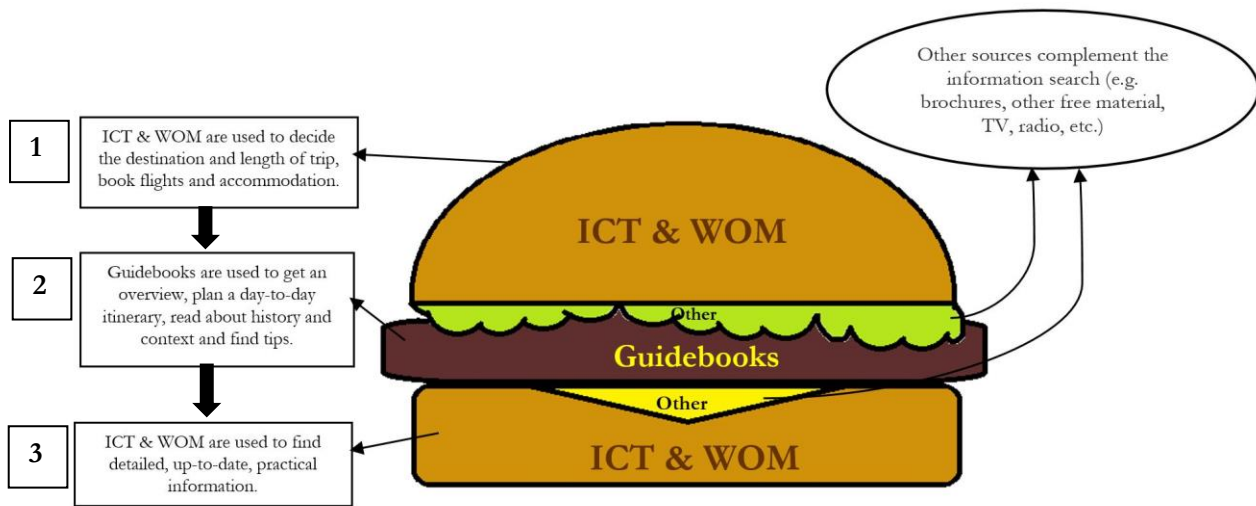 1
ICT & WOM are used to decide
the destination and length of trip,
book flights and accommodation.
2
Guidebooks are used to get an
overview, plan a day-to-day
itinerary, read about history and
context and find tips.
3
ICT & WOM are used to find
detailed, up-to-date, practical
information.
ICT & WOM
Other
Guidebooks
Other
ICT & WOM
Other sources complement the
information search (e.g.
brochures, other free material,
TV, radio, etc.)